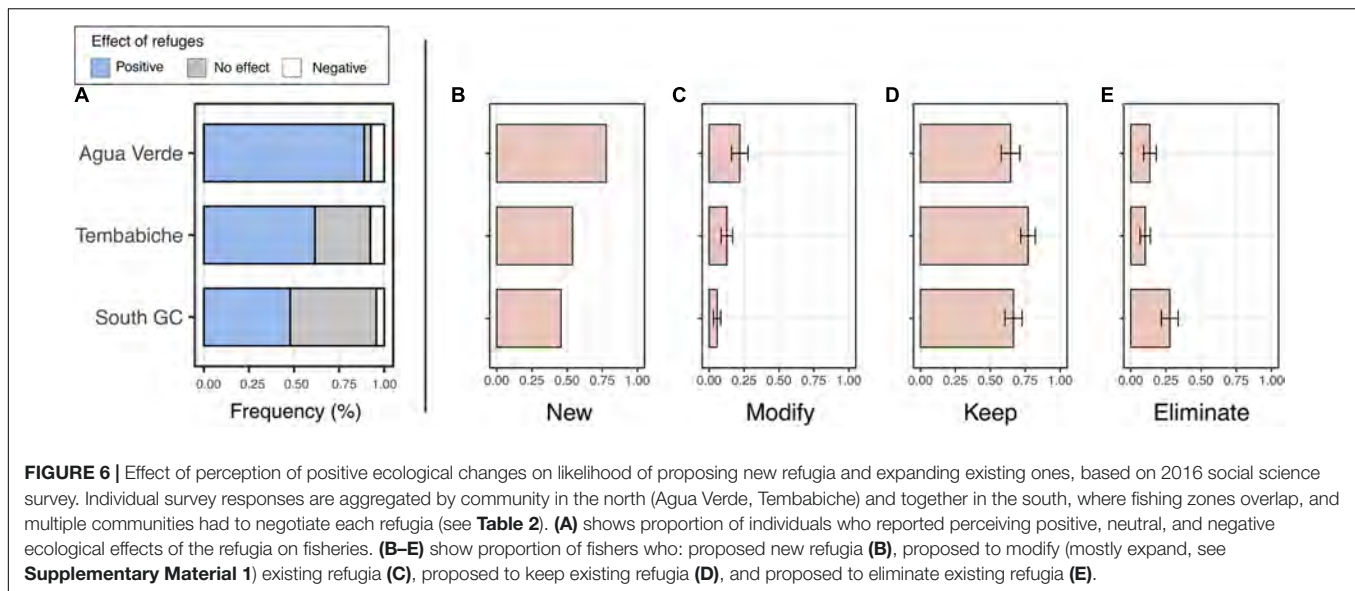 Effect of refuges
Positive No effect Negative
A B C D E
Agua Verde
Tembabiche
South GC
0.00 0.25 0.50 0.75 1.00 0.00 0.25 0.50 0.75 1.00 0.00 0.25 0.50 0.75 1.00 0.00 0.25 0.50 0.75 1.00 0.00 0.25 0.50 0.75 1.00
Frequency (%) New Modify Keep Eliminate
FIGURE 6 | Effect of perception of positive ecological changes on likelihood of proposing new refugia and expanding existing ones, based on 2016 social science
survey. Individual survey responses are aggregated by community in the north (Agua Verde, Tembabiche) and together in the south, where fishing zones overlap, and
multiple communities had to negotiate each refugia (see Table 2). (A) shows proportion of individuals who reported perceiving positive, neutral, and negative
ecological effects of the refugia on fisheries. (B–E) show proportion of fishers who: proposed new refugia (B), proposed to modify (mostly expand, see
Supplementary Material 1) existing refugia (C), proposed to keep existing refugia (D), and proposed to eliminate existing refugia (E).